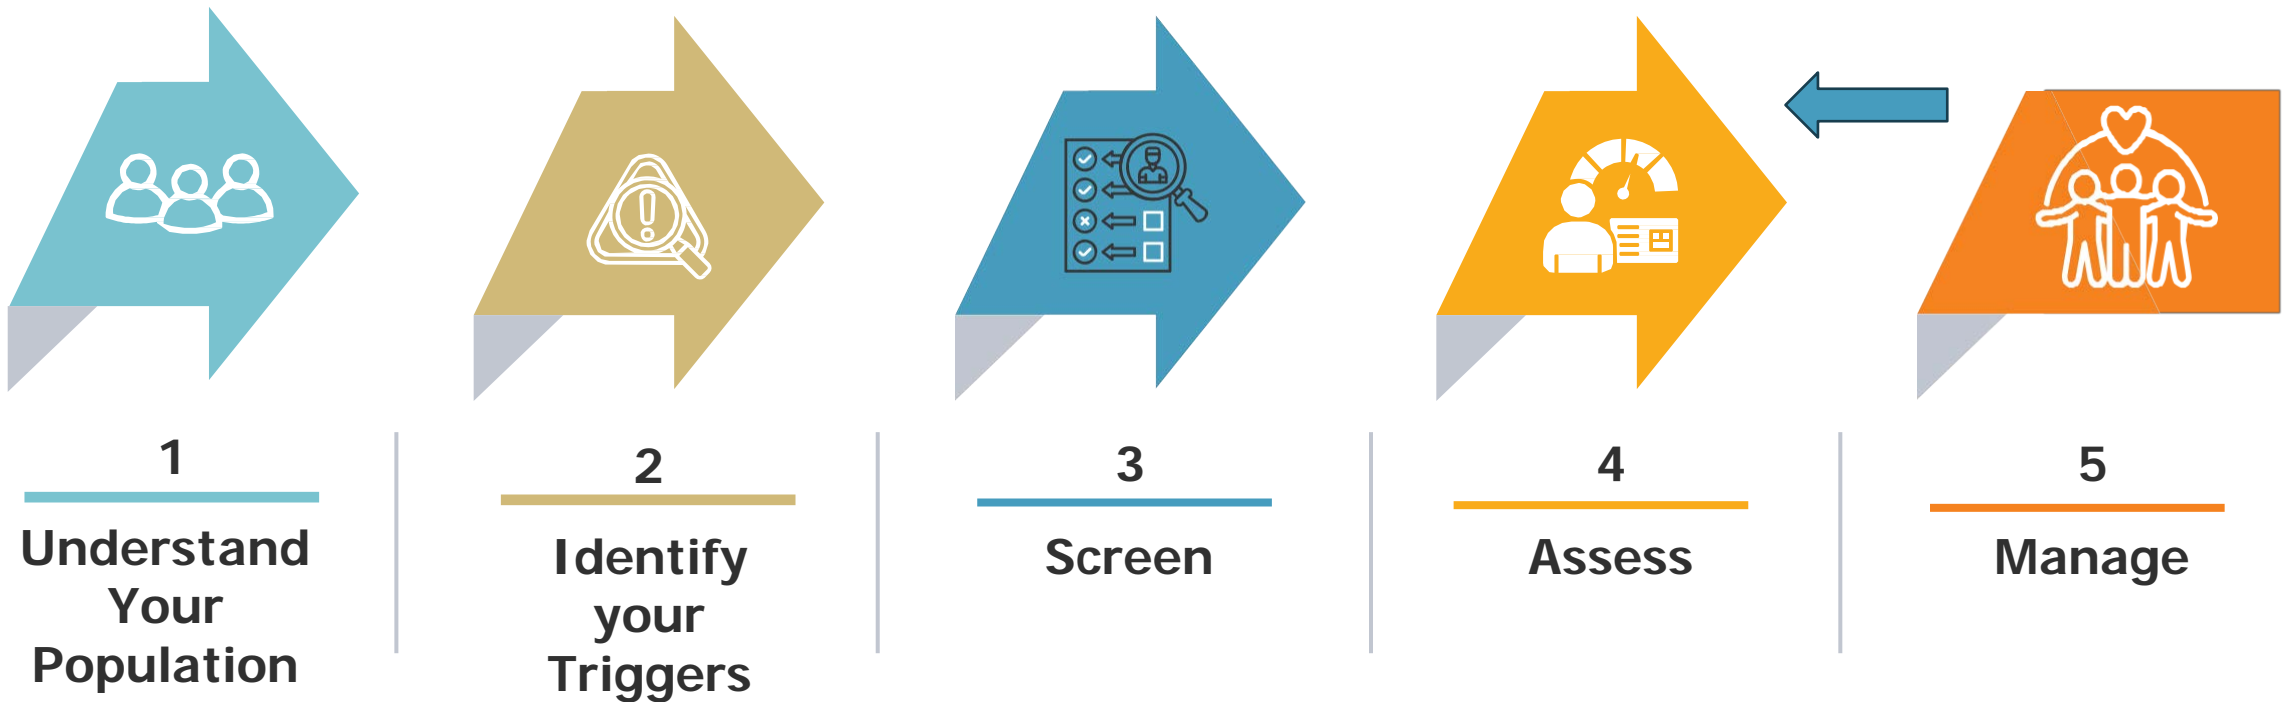 1
Understand
Your
Population
2
Identify
your
Triggers
3
Screen
4
Assess
5
Manage